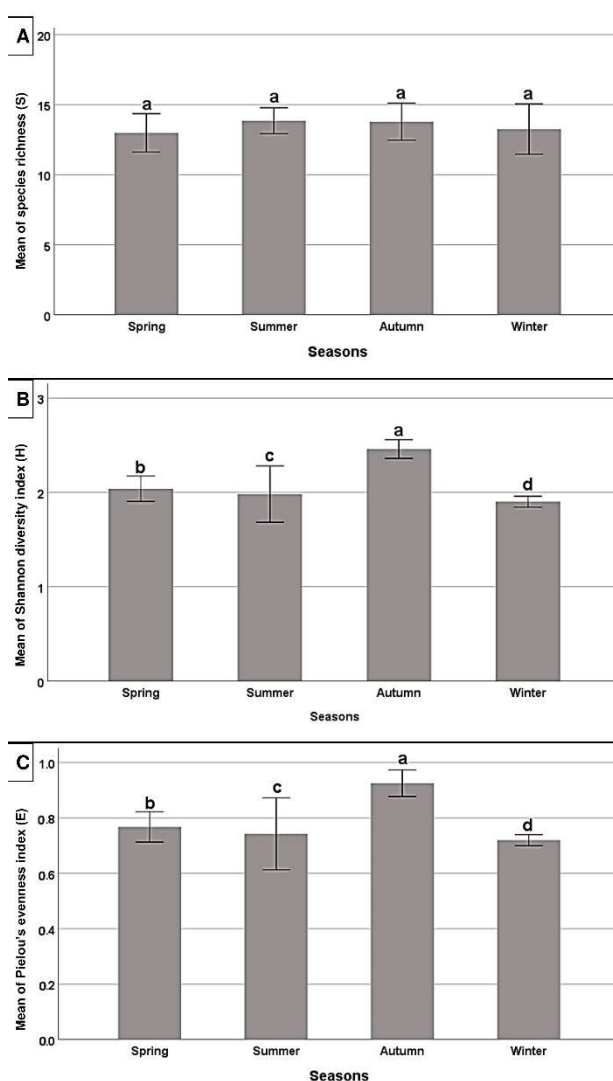 A
Mean of species richness (S)
20
15
10
5
0
a a a a
Spring Summer Autumn Winter
Seasons
B
Mean of Shannon diversity index (H)
3
2
1
0
b c a d
Spring Summer Autumn Winter
Seasons
C
Mean of Pielou's evenness index (E)
1.0
0.8
0.6
0.4
0.2
0.0
b c a d
Spring Summer Autumn Winter
Seasons